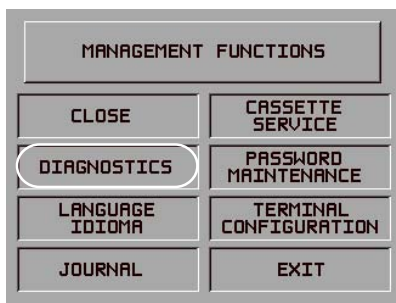 MANAGEMENT FUNCTIONS
CLOSE
CASSETTE
SERVICE
DIAGNOSTICS
PASSWORD
MAINTENANCE
LANGUAGE
IDIOMA
TERMINAL
CONFIGURATION
JOURNAL
EXIT